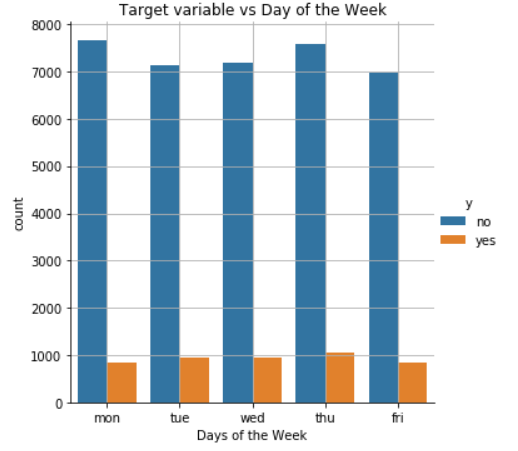 Target variable vs Day of the Week
8000
7000
6000
5000
4000
3000
2000
1000
0
count
mon tue wed thu fri
Days of the Week
y
no
yes